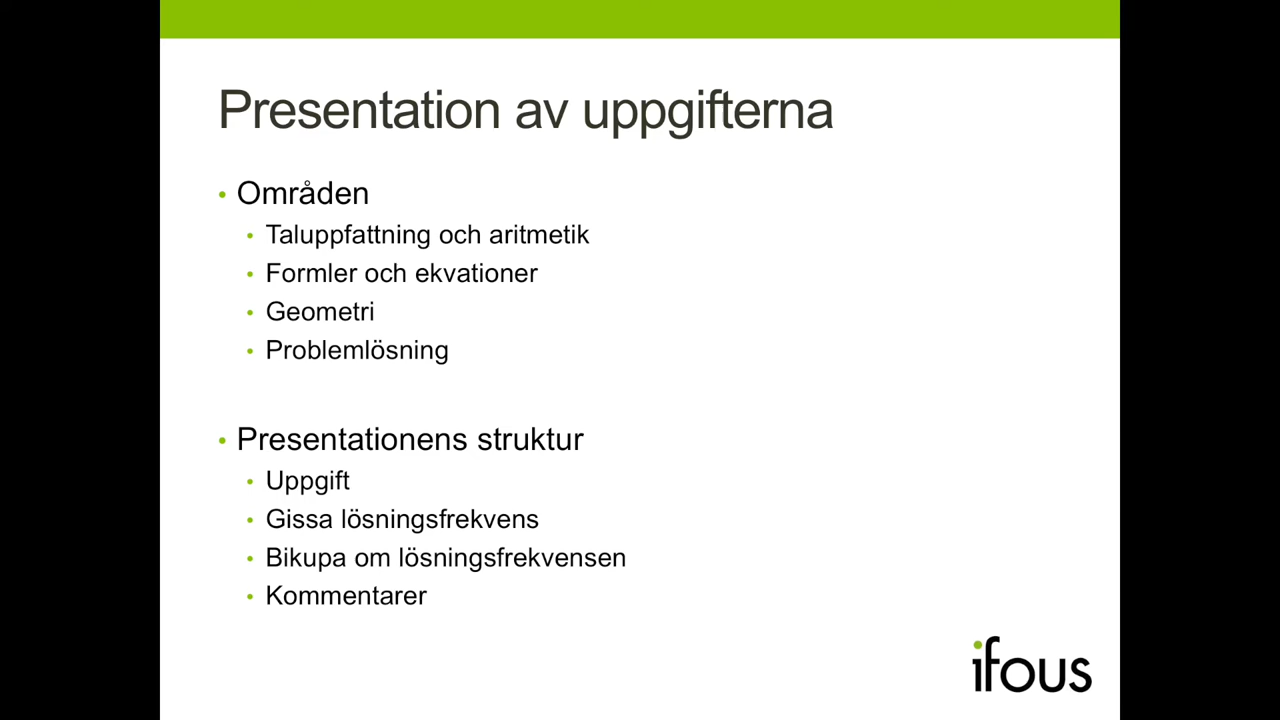 Presentation av uppgifterna
• Områden
• Taluppfattning och aritmetik
• Formler och ekvationer
• Geometri
• Problemlösning
• Presentationens struktur
• Uppgift
• Gissa lösningsfrekvens
• Bikupa om lösningsfrekvensen
• Kommentarer
ifous